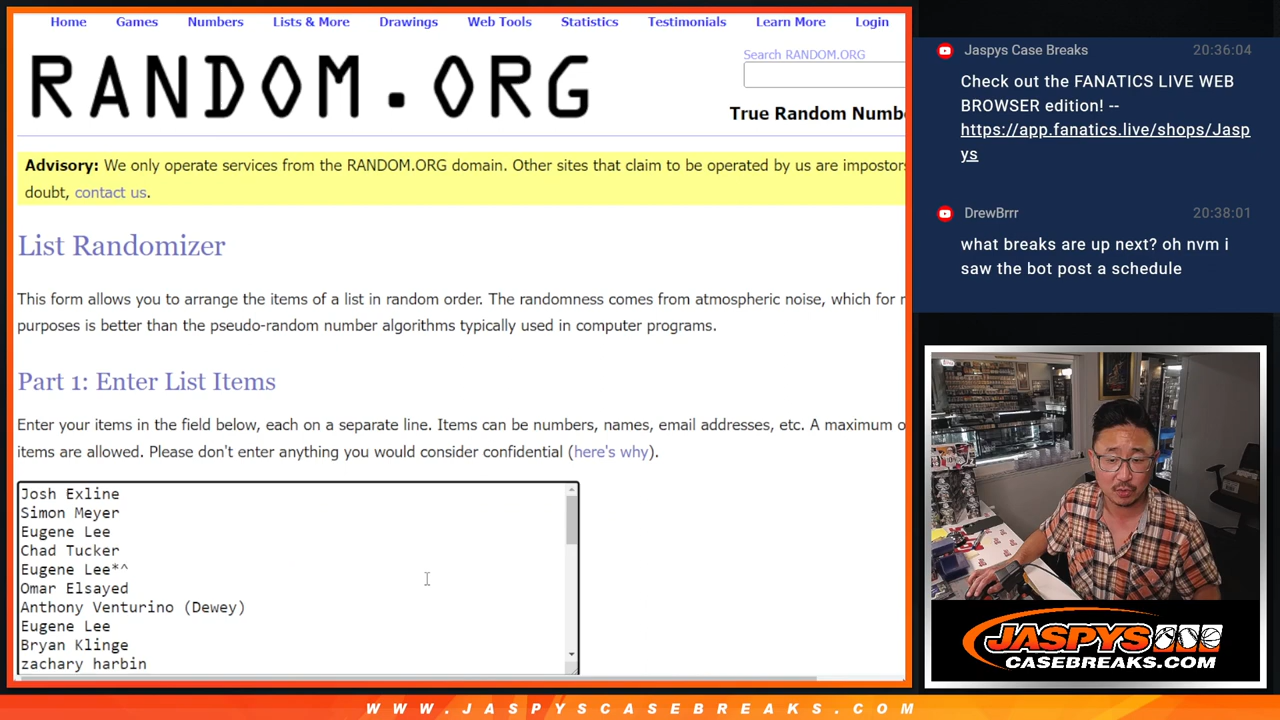 Home Games Numbers Lists & More Drawings Web Tools Statistics Testimonials Learn More Login
RANDOM.ORG
Search RANDOM.ORG
True Random Numb
Advisory: We only operate services from the RANDOM.ORG domain. Other sites that claim to be operated by us are impostors
doubt, contact us.
List Randomizer
This form allows you to arrange the items of a list in random order. The randomness comes from atmospheric noise, which for
purposes is better than the pseudo-random number algorithms typically used in computer programs.
Part 1: Enter List Items
Enter your items in the field below, each on a separate line. Items can be numbers, names, email addresses, etc. A maximum
items are allowed. Please don't enter anything you would consider confidential (here's why).
Josh Exline
Simon Meyer
Eugene Lee
Chad Tucker
Eugene Lee*^
Omar Elsayed
Anthony Venturino (Dewey)
Eugene Lee
Bryan Klinge
zachary harbin
Jaspys Case Breaks 20:36:04
Check out the FANATICS LIVE WEB
BROWSER edition! --
https://app.fanatics.live/shops/Jasp
ys
DrewBrrr 20:38:01
what breaks are up next? oh nvm i
saw the bot post a schedule
JASPYS
CASEBREAKS.COM
WWW.JASPYSCASEBREAKS.COM